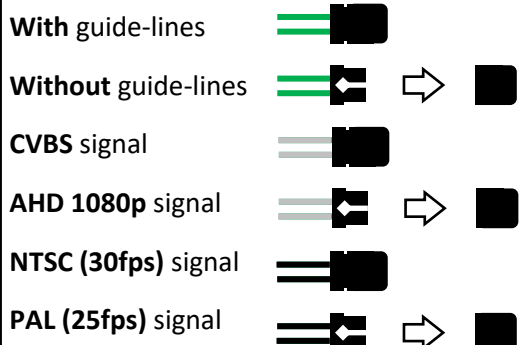 With guide-lines
Without guide-lines
CVBS signal
AHD 1080p signal
NTSC (30fps) signal
PAL (25fps) signal